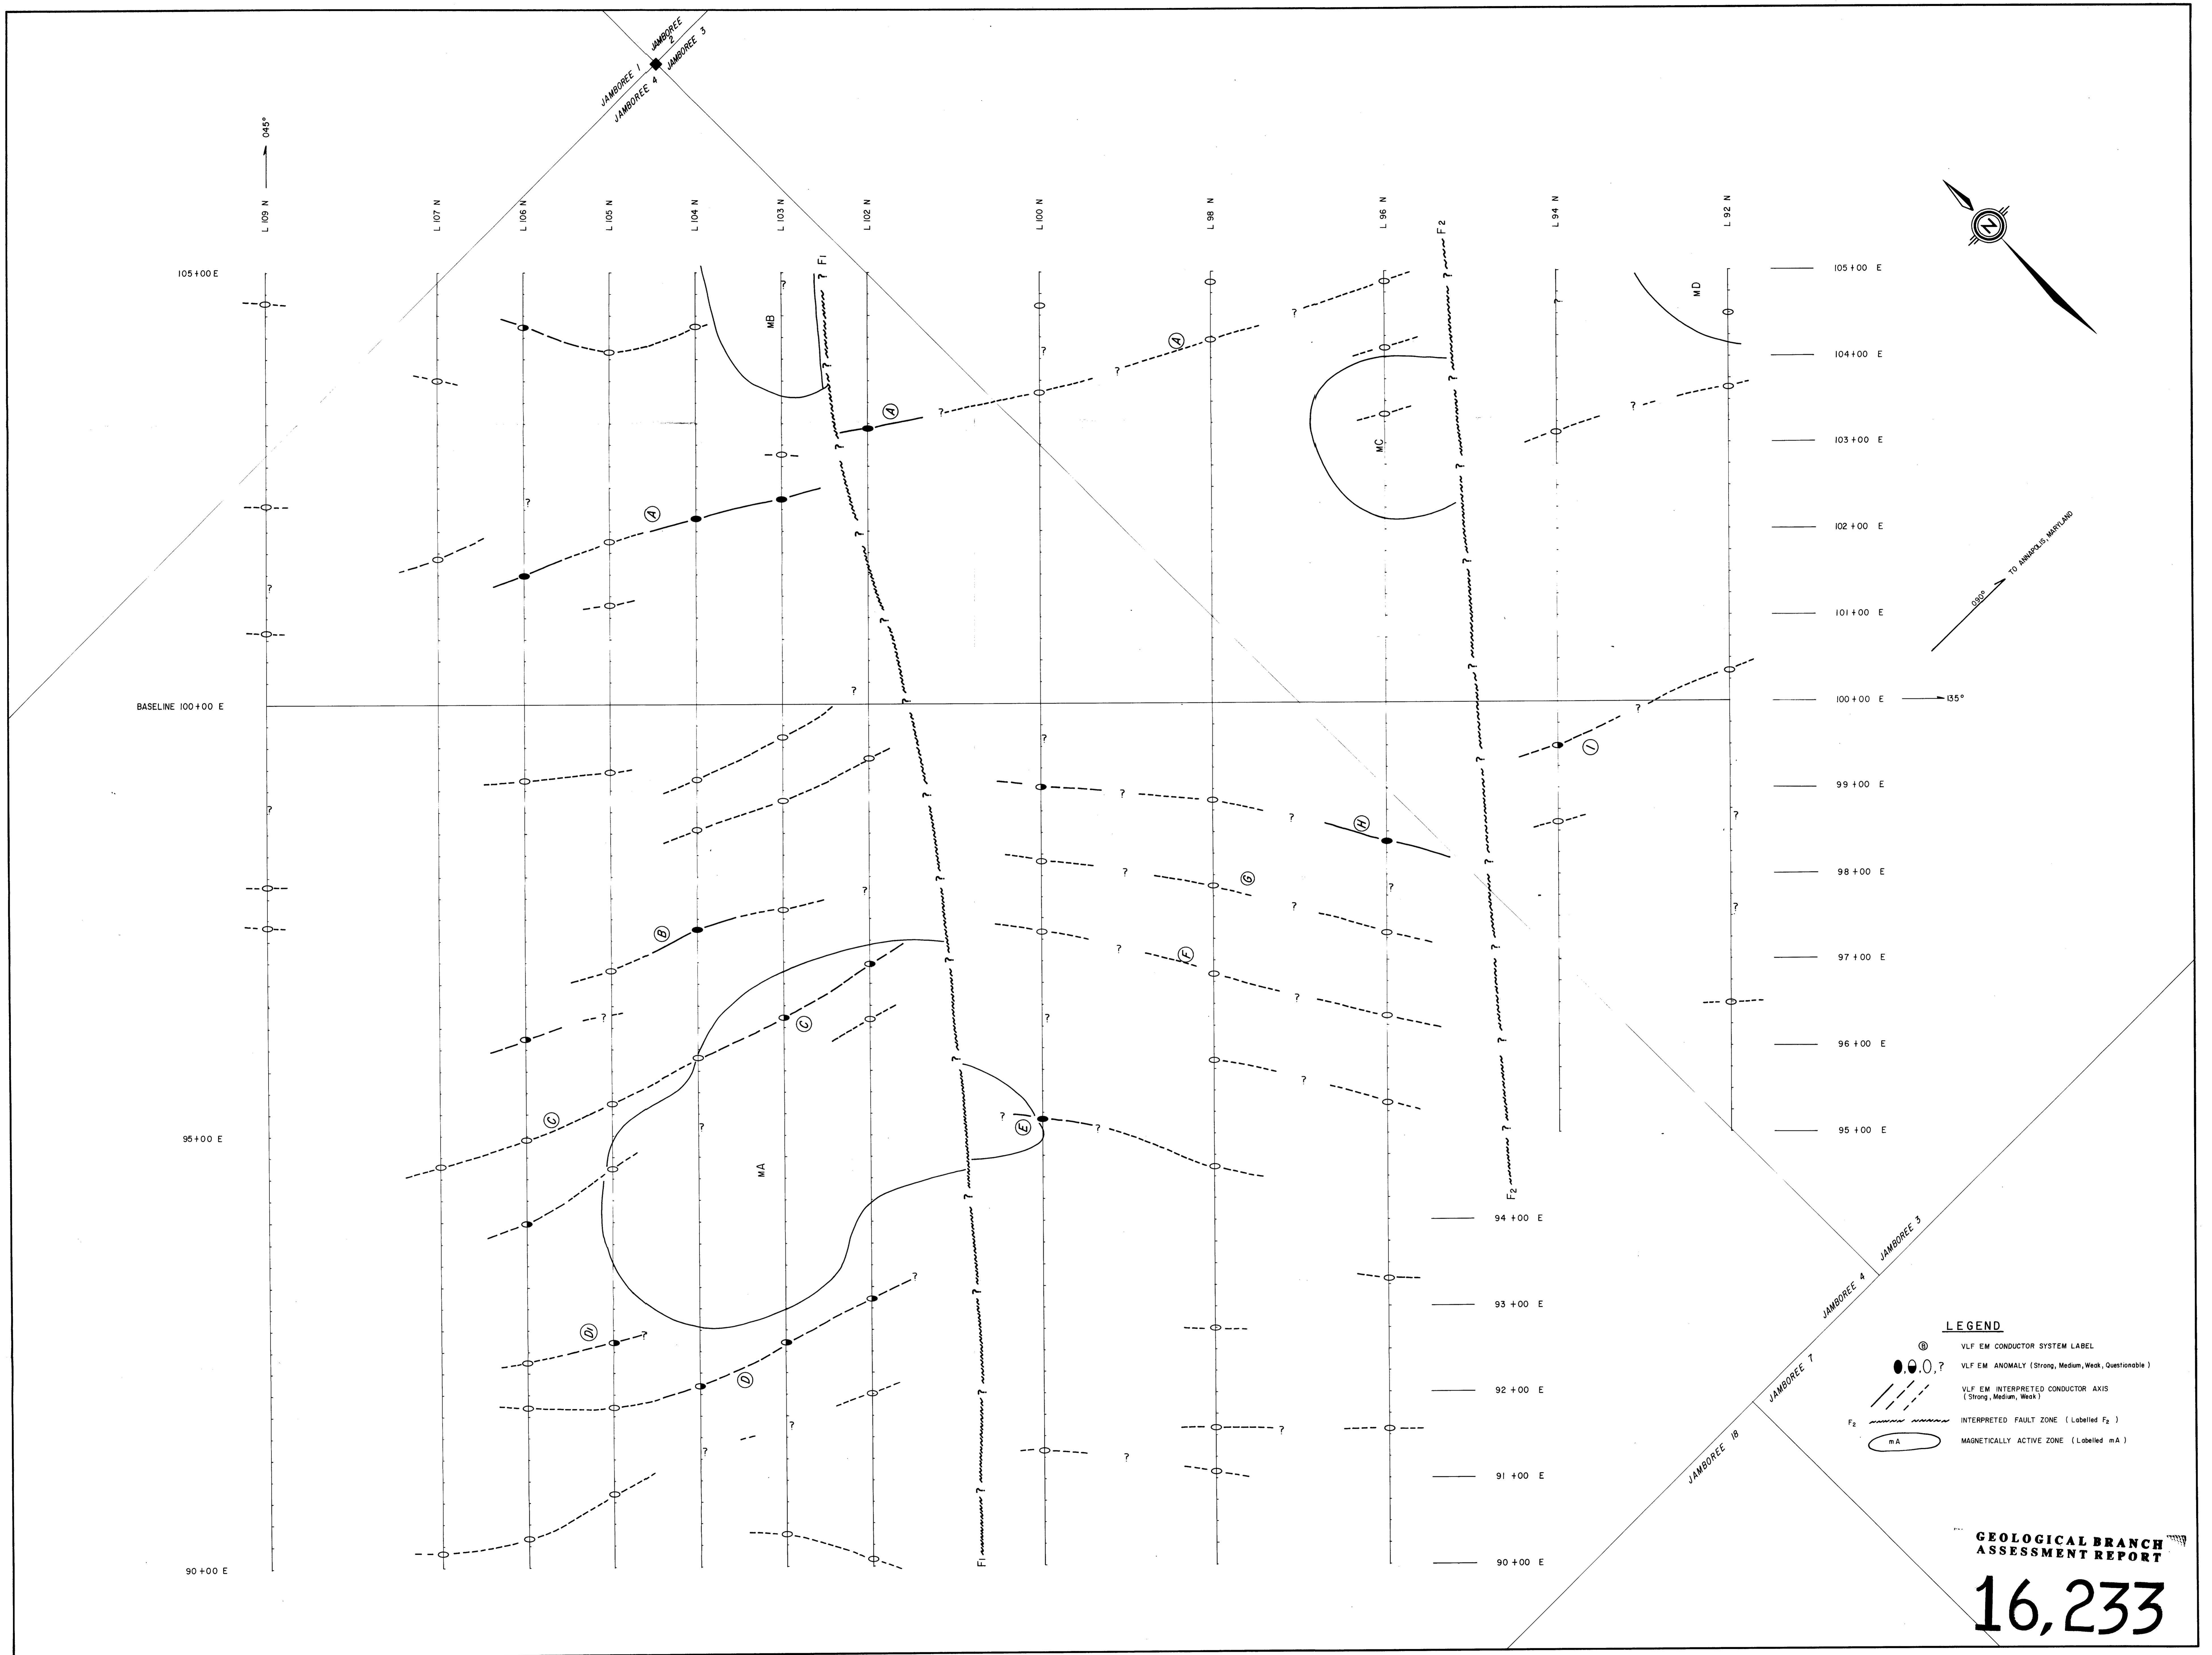 JAMBOREE 1
JAMBOREE
2
JAMBOREE 3
JAMBOREE 4
045°
L 109 N
L 107 N
L 106 N
L 105 N
L 104 N
L 103 N
L 102 N
L 100 N
L 98 N
L 96 N
L 94 N
L 92 N
N
F1
F2
105+00 E
105+00 E
MB
MD
A
A
104+00 E
MC
103+00 E
A
102+00 E
TO ANNAPOLIS, MARYLAND
090°
101+00 E
BASELINE 100+00 E
100+00 E
135°
I
99+00 E
H
G
98+00 E
B
F
97+00 E
C
96+00 E
C
E
95+00 E
95+00 E
MA
F2
94+00 E
JAMBOREE 3
JAMBOREE 4
93+00 E
D1
D
92+00 E
JAMBOREE 7
JAMBOREE 18
91+00 E
F1
90+00 E
90+00 E
LEGEND
B VLF EM CONDUCTOR SYSTEM LABEL
, , , ? VLF EM ANOMALY (Strong, Medium, Weak, Questionable)
VLF EM INTERPRETED CONDUCTOR AXIS
(Strong, Medium, Weak)
F2 INTERPRETED FAULT ZONE (Labelled F2)
mA MAGNETICALLY ACTIVE ZONE (Labelled mA)
GEOLOGICAL BRANCH
ASSESSMENT REPORT
16,233